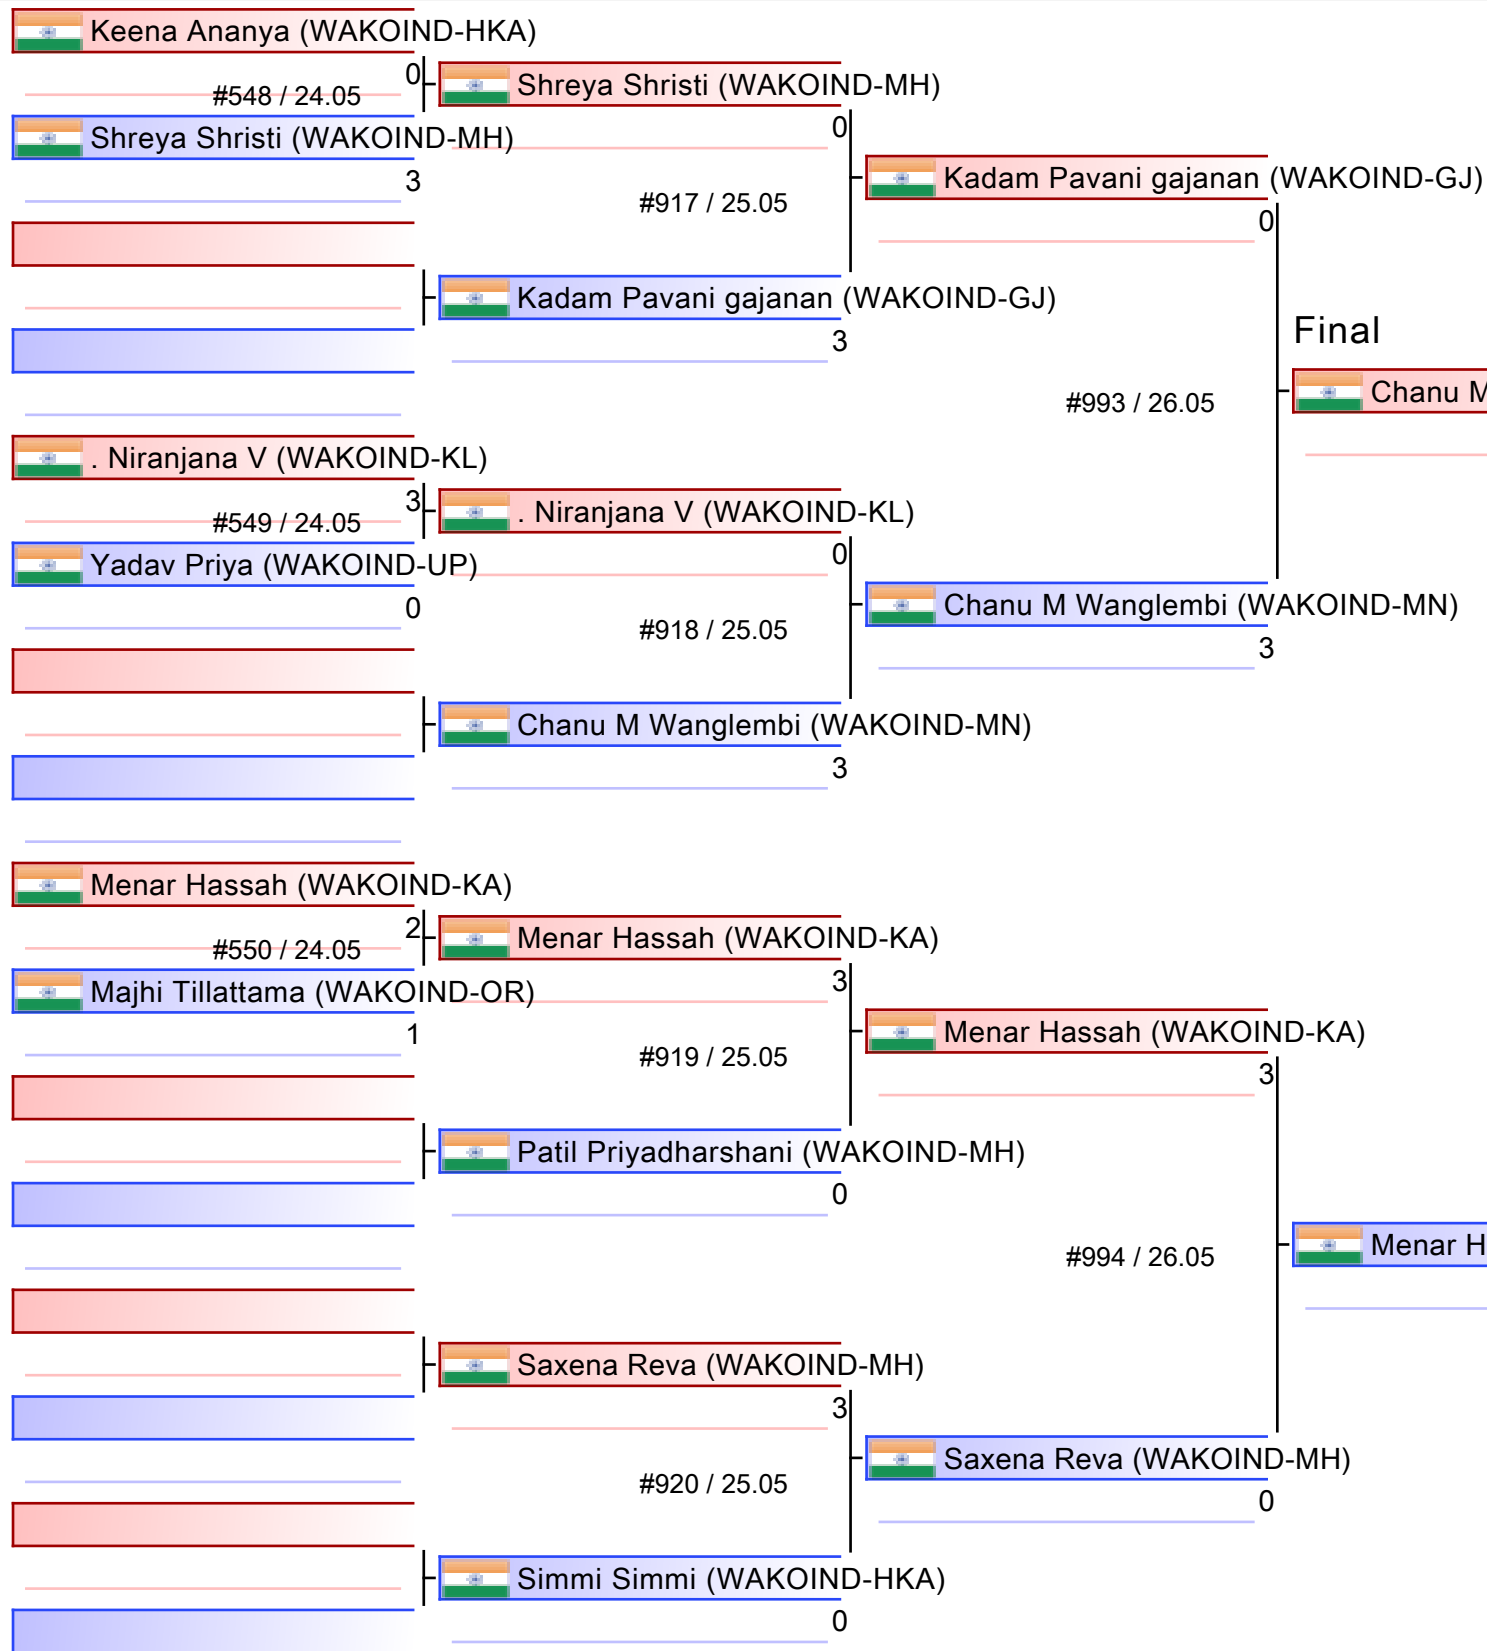 Keena Ananya (WAKOIND-HKA)
0
#548 / 24.05
Shreya Shristi (WAKOIND-MH)
3
Shreya Shristi (WAKOIND-MH)
0
#917 / 25.05
Kadam Pavani gajanan (WAKOIND-GJ)
3
Kadam Pavani gajanan (WAKOIND-GJ)
0
#993 / 26.05
Final
Chanu M
. Niranjana V (WAKOIND-KL)
3
#549 / 24.05
Yadav Priya (WAKOIND-UP)
0
. Niranjana V (WAKOIND-KL)
0
#918 / 25.05
Chanu M Wanglembi (WAKOIND-MN)
3
Chanu M Wanglembi (WAKOIND-MN)
3
Menar Hassah (WAKOIND-KA)
2
#550 / 24.05
Majhi Tillattama (WAKOIND-OR)
1
Menar Hassah (WAKOIND-KA)
3
#919 / 25.05
Patil Priyadharshani (WAKOIND-MH)
0
Menar Hassah (WAKOIND-KA)
3
#994 / 26.05
Menar H
Saxena Reva (WAKOIND-MH)
3
#920 / 25.05
Simmi Simmi (WAKOIND-HKA)
0
Saxena Reva (WAKOIND-MH)
0